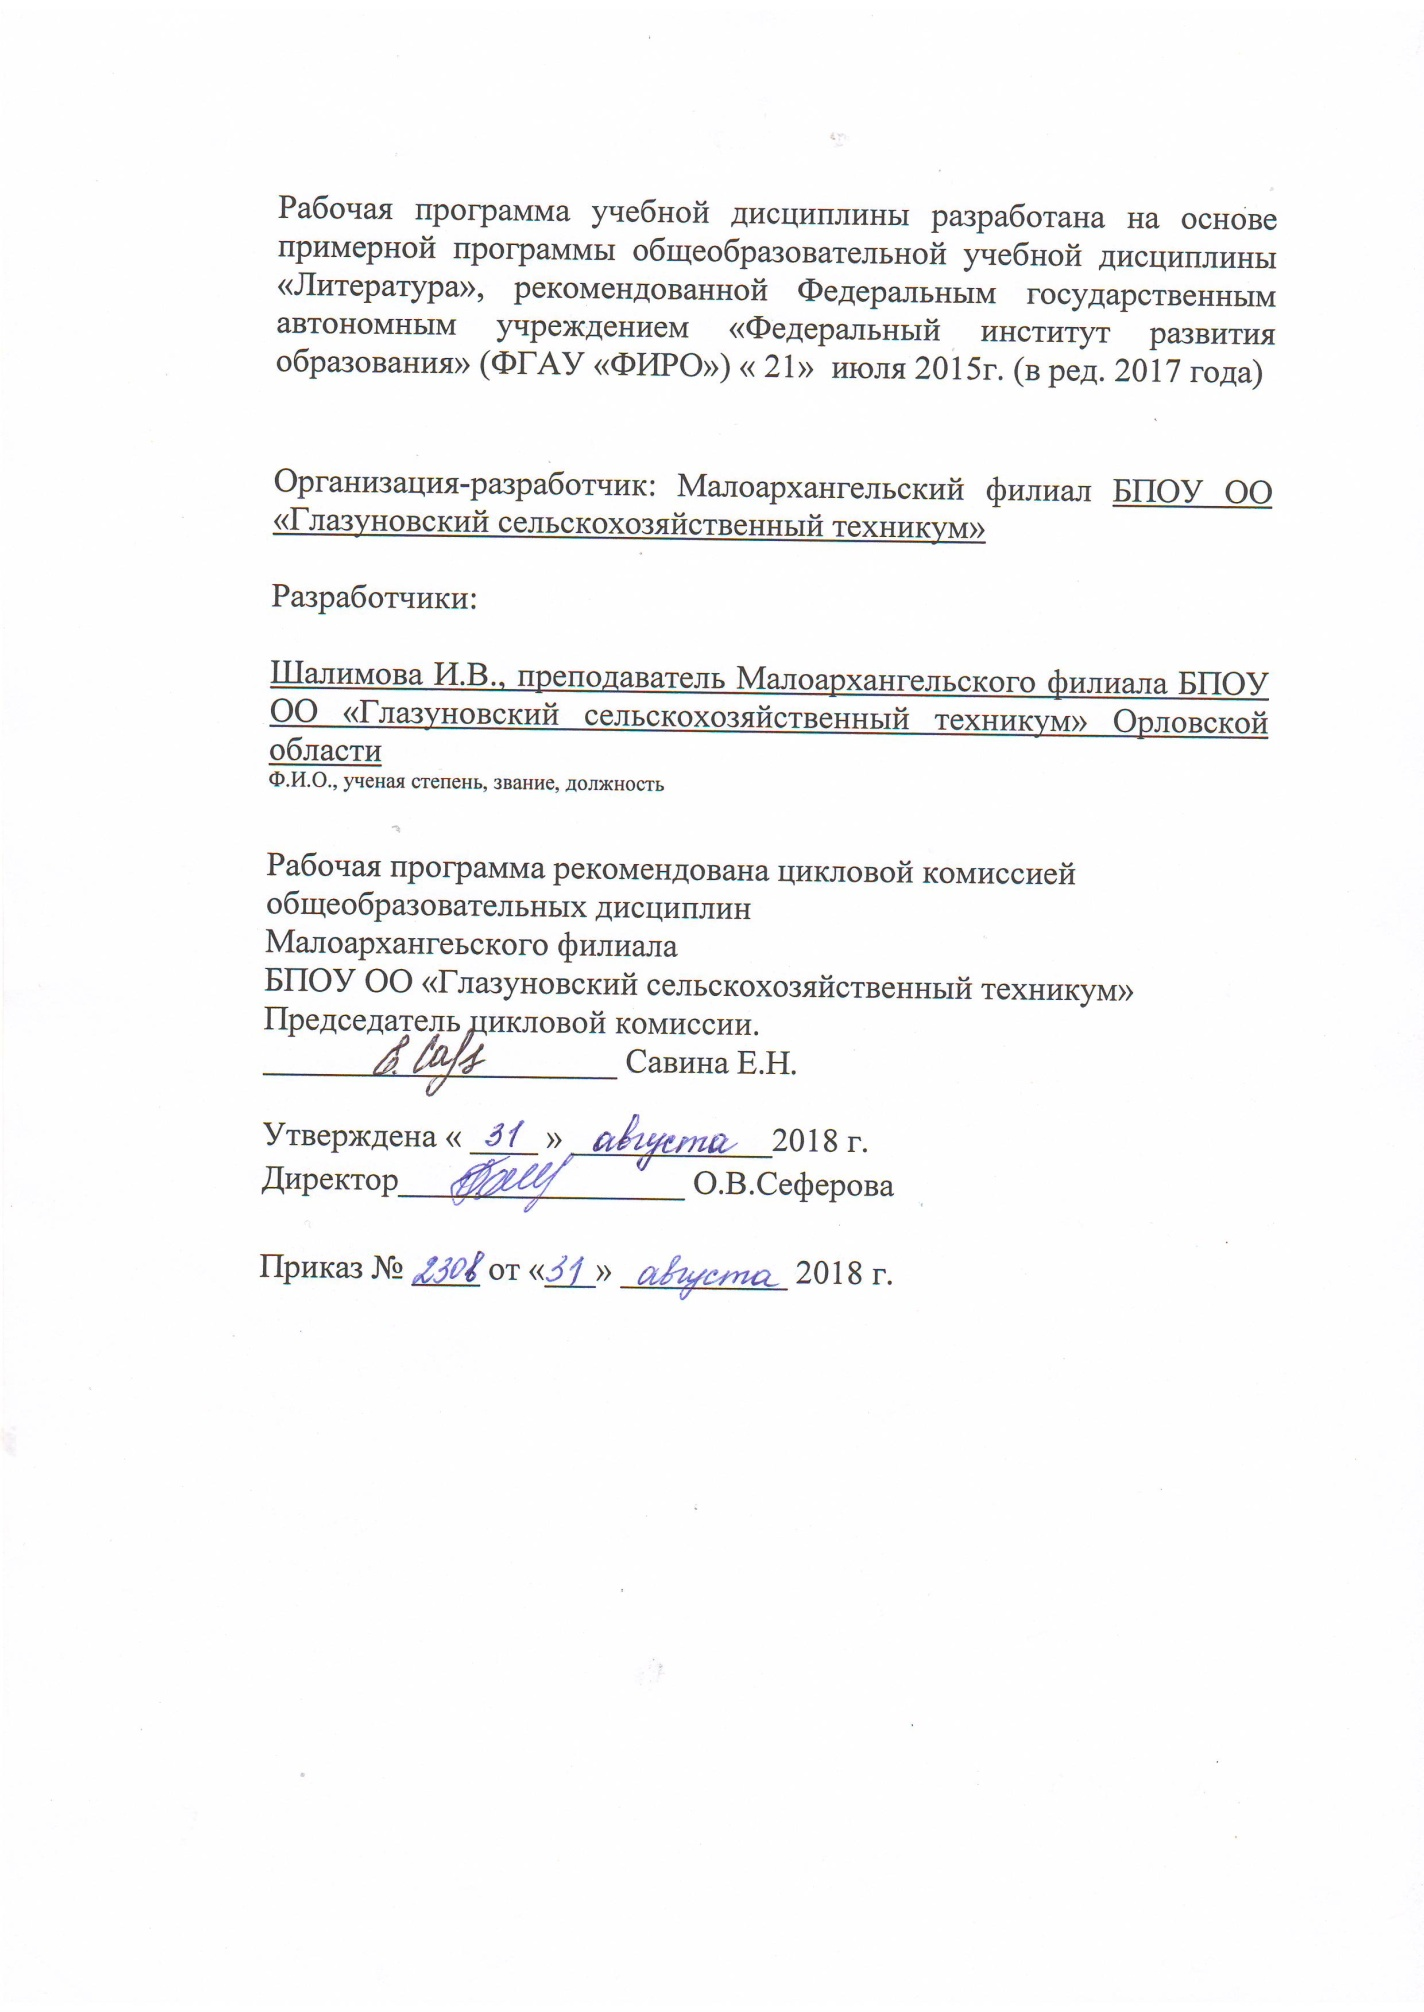 Рабочая программа учебной дисциплины разработана на основе
примерной программы общеобразовательной учебной дисциплины
«Литература», рекомендованной Федеральным государственным
автономным учреждением «Федеральный институт развития
образования» (ФГАУ «ФИРО») « 21» июля 2015г. (в ред. 2017 года)
Организация-разработчик: Малоархангельский филиал БПОУ ОО
«Глазуновский сельскохозяйственный техникум»
Разработчики:
Шалимова И.В., преподаватель Малоархангельского филиала БПОУ
ОО «Глазуновский сельскохозяйственный техникум» Орловской
области
Ф.И.О., ученая степень, звание, должность
Рабочая программа рекомендована цикловой комиссией
общеобразовательных дисциплин
Малоархангеьского филиала
БПОУ ОО «Глазуновский сельскохозяйственный техникум»
Председатель цикловой комиссии.
Савина Е.Н.
Утверждена « 31 » августа 2018 г.
Директор О.В.Сеферова
Приказ № 230в от «31» августа 2018 г.